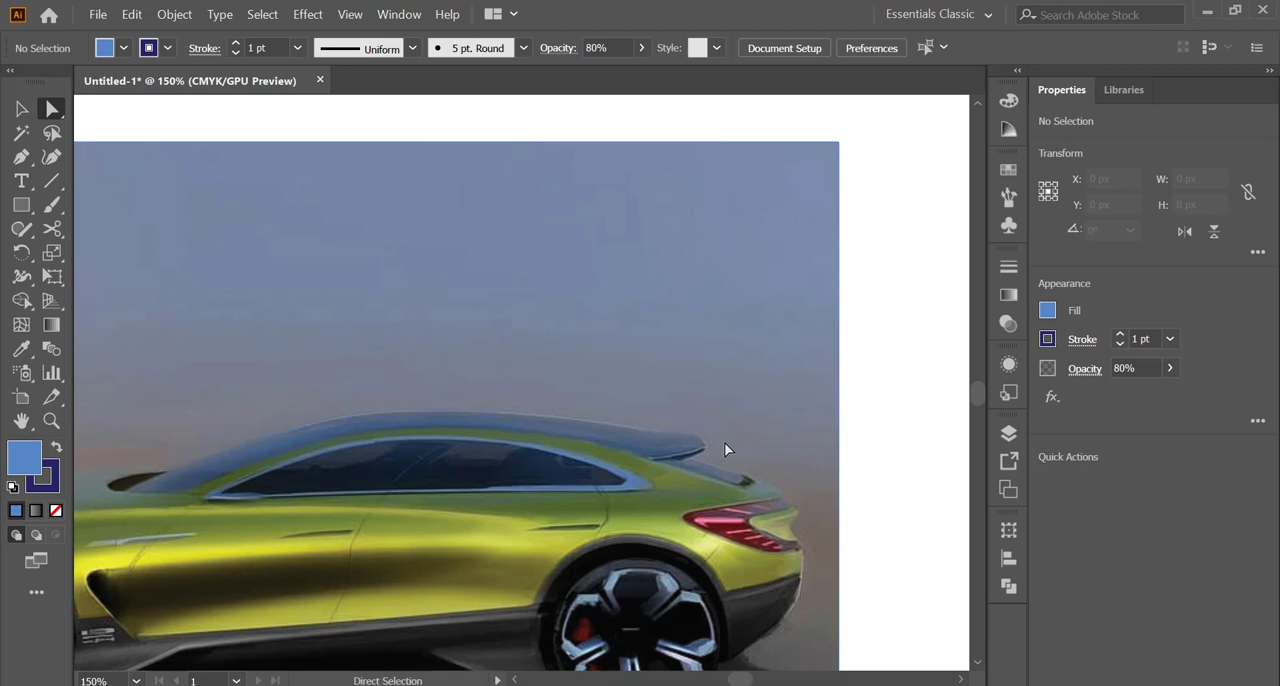 Ai File Edit Object Type Select Effect View Window Help Essentials Classic Search Adobe Stock
No Selection Stroke: 1 pt Uniform 5 pt. Round Opacity: 80% Style: Document Setup Preferences
Untitled-1* @ 150% (CMYK/GPU Preview)
Properties Libraries
No Selection
Transform
X: 0 px W: 0 px
Y: 0 px H: 0 px
0°
Appearance
Fill
Stroke 1 pt
Opacity 80%
fx.
Quick Actions
150% 1 Direct Selection